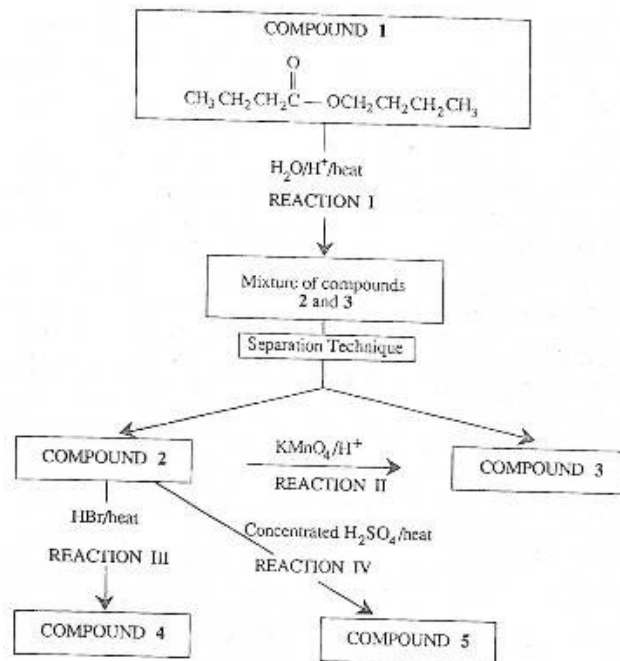 COMPOUND 1
O
||
CH₃CH₂CH₂C — OCH₂CH₂CH₂CH₃
H₂O/H⁺/heat
REACTION I
Mixture of compounds
2 and 3
Separation Technique
COMPOUND 2
KMnO₄/H⁺
REACTION II
COMPOUND 3
HBr/heat
Concentrated H₂SO₄/heat
REACTION III
REACTION IV
COMPOUND 4
COMPOUND 5